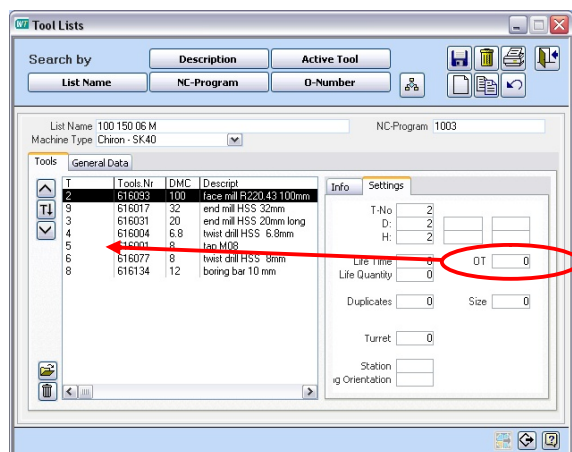 WT Tool Lists
Search by
Description
Active Tool
List Name
NC-Program
O-Number
List Name 100 150 06 M
NC-Program 1003
Machine Type Chiron - SK40
Tools
General Data
T Tools.Nr DMC Descript
2 616093 100 face mill R220.43 100mm
9 616017 32 end mill HSS 32mm
3 616031 20 end mill HSS 20mm long
4 616004 6.8 twist drill HSS 6.8mm
5 616001 8 tap M08
6 616077 8 twist drill HSS 8mm
8 616134 12 boring bar 10 mm
Info
Settings
T-No 2
D: 2
H: 2
Life Time 0
OT 0
Life Quantity 0
Duplicates 0
Size 0
Turret 0
Station
ıg Orientation